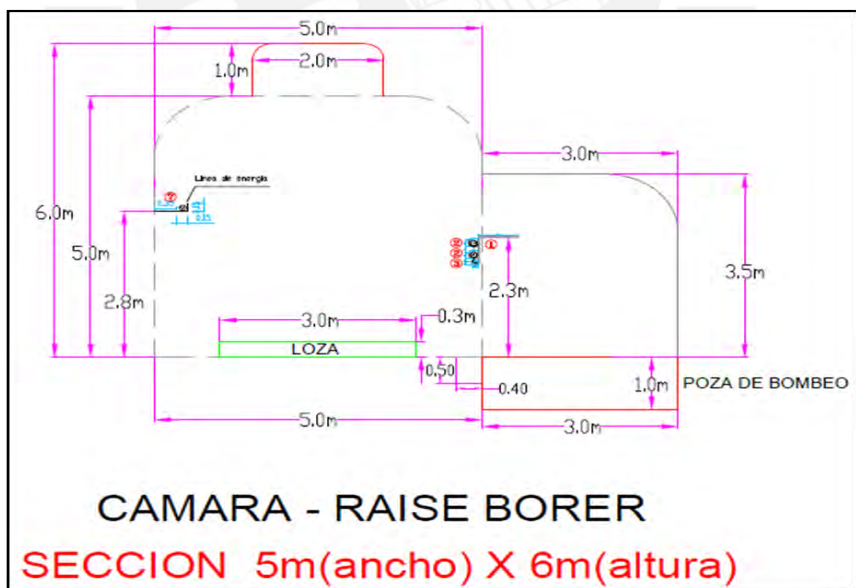 5.0m
1.0m
2.0m
3.0m
Linea de energia
6.0m
5.0m
2.8m
2.3m
3.5m
3.0m
0.3m
LOZA
0.50
0.40
1.0m
POZA DE BOMBEO
5.0m
3.0m
CAMARA - RAISE BORER
SECCION 5m(ancho) X 6m(altura)